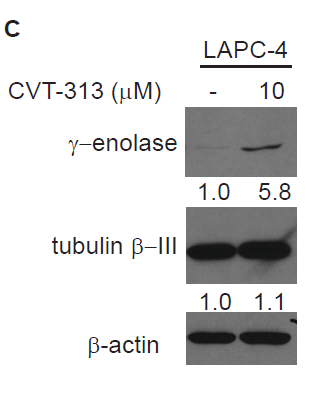 C
LAPC-4
CVT-313 (μM) - 10
γ–enolase
1.0 5.8
tubulin β–III
1.0 1.1
β-actin